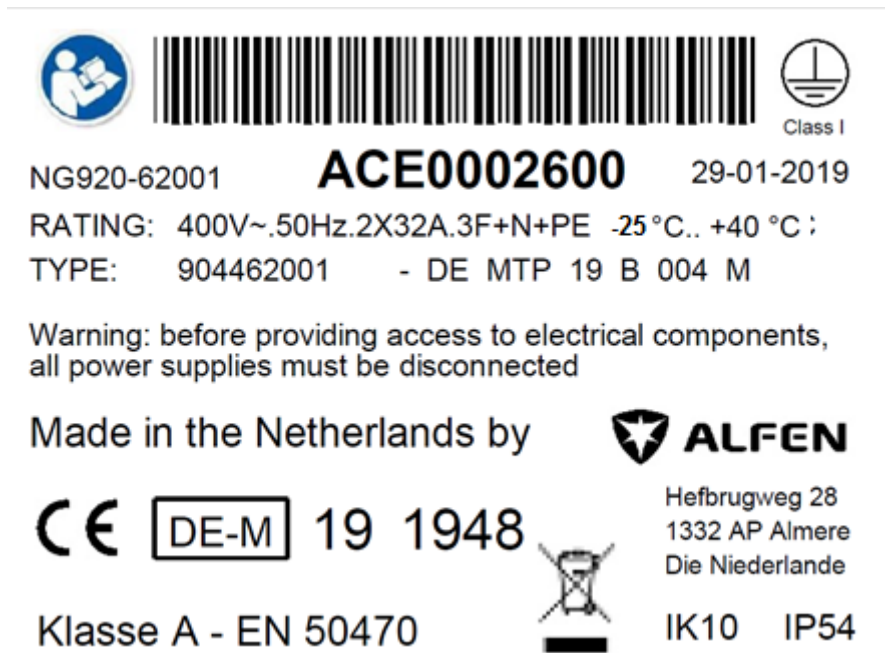 Class I
NG920-62001 ACE0002600 29-01-2019
RATING: 400V~.50Hz.2X32A.3F+N+PE -25°C.. +40 °C :
TYPE: 904462001 - DE MTP 19 B 004 M
Warning: before providing access to electrical components,
all power supplies must be disconnected
Made in the Netherlands by ALFEN
Hefbrugweg 28
1332 AP Almere
Die Niederlande
CE DE-M 19 1948
Klasse A - EN 50470 IK10 IP54